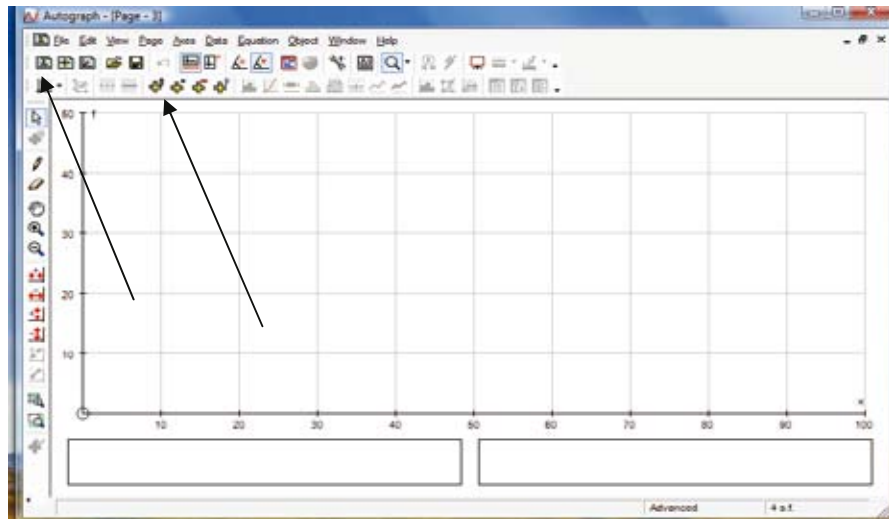 Autograph - [Page - 3]
File Edit View Page Axes Data Equation Object Window Help
50 f
40
30
20
10
x
10 20 30 40 50 60 70 80 90 100
Advanced 4 s.f.